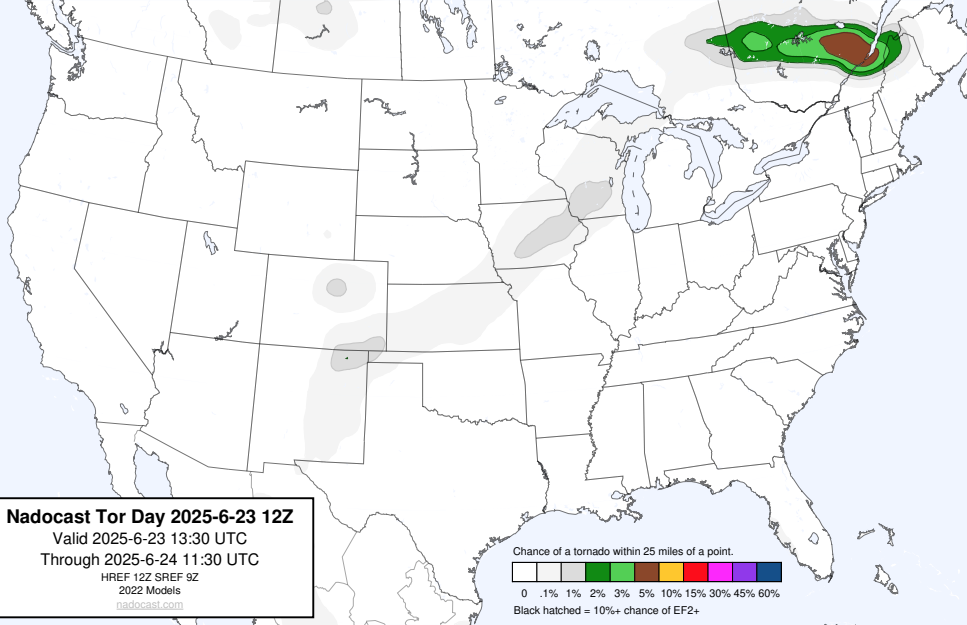 Nadocast Tor Day 2025-6-23 12Z
Valid 2025-6-23 13:30 UTC
Through 2025-6-24 11:30 UTC
HREF 12Z SREF 9Z
2022 Models
nadocast.com
Chance of a tornado within 25 miles of a point.
0 .1% 1% 2% 3% 5% 10% 15% 30% 45% 60%
Black hatched = 10%+ chance of EF2+